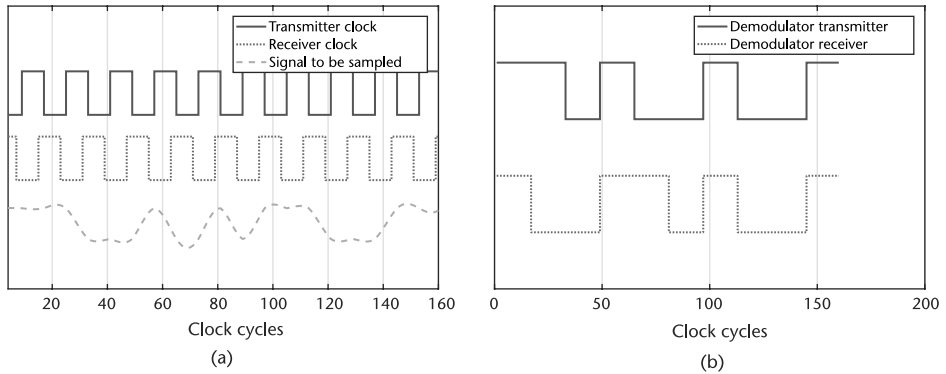 Transmitter clock
Receiver clock
Signal to be sampled
20 40 60 80 100 120 140 160
Clock cycles
(a)
Demodulator transmitter
Demodulator receiver
0 50 100 150 200
Clock cycles
(b)